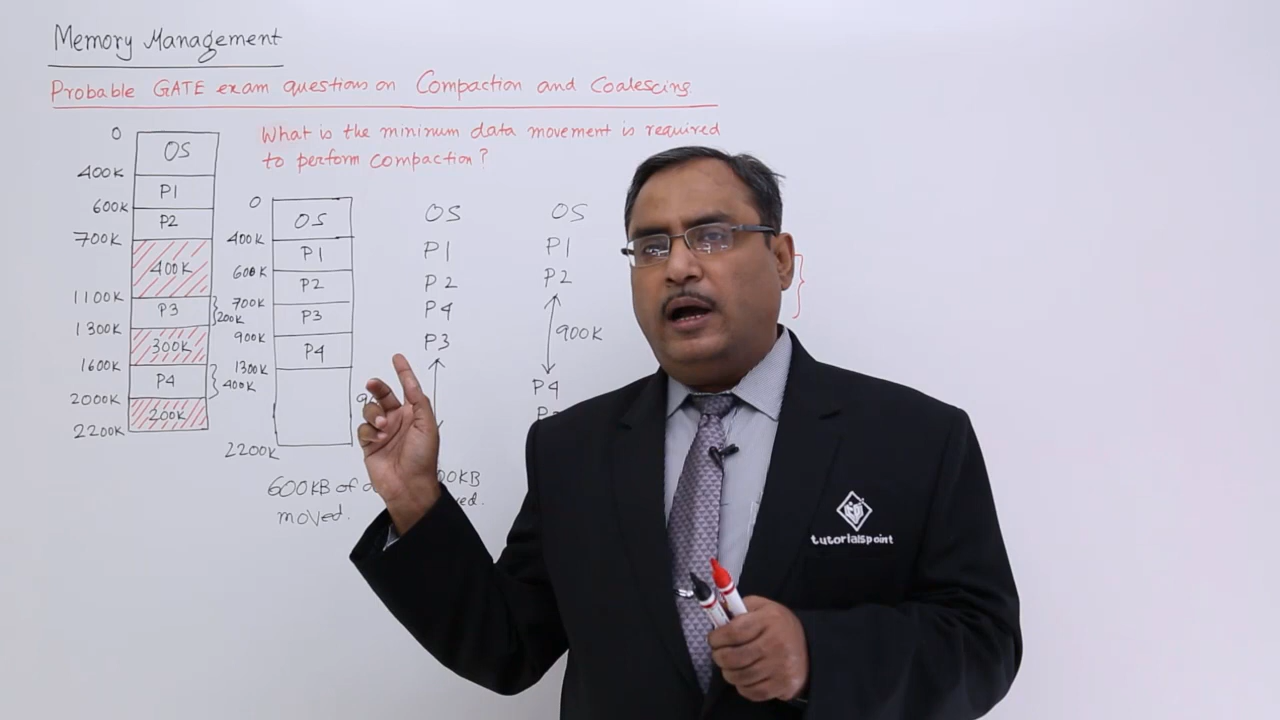 Memory Management
Probable GATE exam questions on Compaction and Coalescing.
What is the minimum data movement is required
to perform compaction?
0
OS
400K
P1
600K
P2
700K
400K
1100K
P3
200K
1300K
300K
1600K
P4
400K
2000K
200K
2200K
0
OS
400K
P1
600K
P2
700K
P3
900K
P4
1300K
2200K
600KB of
moved.
OS
P1
P2
P4
P3
OS
P1
P2
900K
P4
tutorialspoint